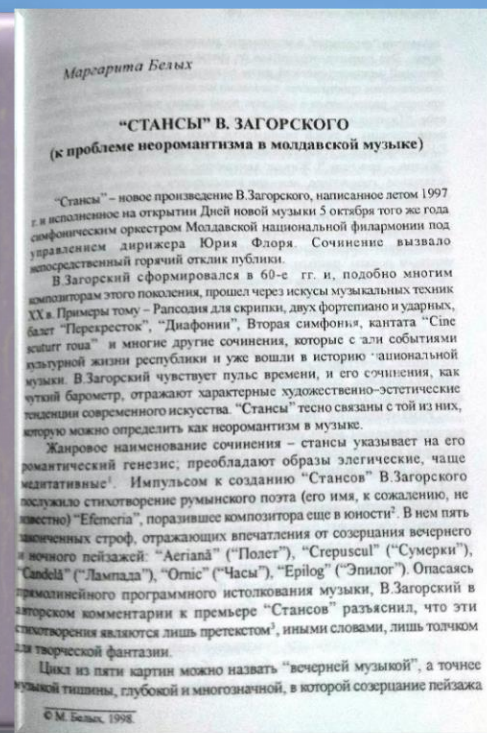 Маргарита Белых
“СТАНСЫ” В. ЗАГОРСКОГО
(к проблеме неоромантизма в молдавской музыке)
“Стансы” – новое произведение В.Загорского, написанное летом 1997
г. и исполненное на открытии Дней новой музыки 5 октября того же года
симфоническим оркестром Молдавской национальной филармонии под
управлением дирижера Юрия Флоря. Сочинение вызвало
непосредственный горячий отклик публики.
В.Загорский сформировался в 60-е гг. и, подобно многим
композиторам этого поколения, прошел через искусы музыкальных техник
XX в. Примеры тому – Рапсодия для скрипки, двух фортепиано и ударных,
балет “Перекресток”, “Диафонии”, Вторая симфония, кантата “Cine
scutură roua” и многие другие сочинения, которые стали событиями
культурной жизни республики и уже вошли в историю национальной
музыки. В.Загорский чувствует пульс времени, и его сочинения, как
чуткий барометр, отражают характерные художественно-эстетические
тенденции современного искусства. “Стансы” тесно связаны с той из них,
которую можно определить как неоромантизм в музыке.
Жанровое наименование сочинения – стансы указывает на его
романтический генезис; преобладают образы элегические, чаще
медитативные¹. Импульсом к созданию “Стансов” В.Загорского
послужило стихотворение румынского поэта (его имя, к сожалению, не
известно) “Efemeria”, поразившее композитора еще в юности². В нем пять
законченных строф, отражающих впечатления от созерцания вечернего
и ночного пейзажей: “Aeriană” (“Полет”), “Crepuscul” (“Сумерки”),
“Candelă” (“Лампада”), “Ornic” (“Часы”), “Epilog” (“Эпилог”). Опасаясь
прямолинейного программного истолкования музыки, В.Загорский в
авторском комментарии к премьере “Стансов” разъяснил, что эти
стихотворения являются лишь претекстом³, иными словами, лишь толчком
для творческой фантазии.
Цикл из пяти картин можно назвать “вечерней музыкой”, а точнее
музыкой тишины, глубокой и многозначной, в которой созерцание пейзажа
© М. Белых, 1998.